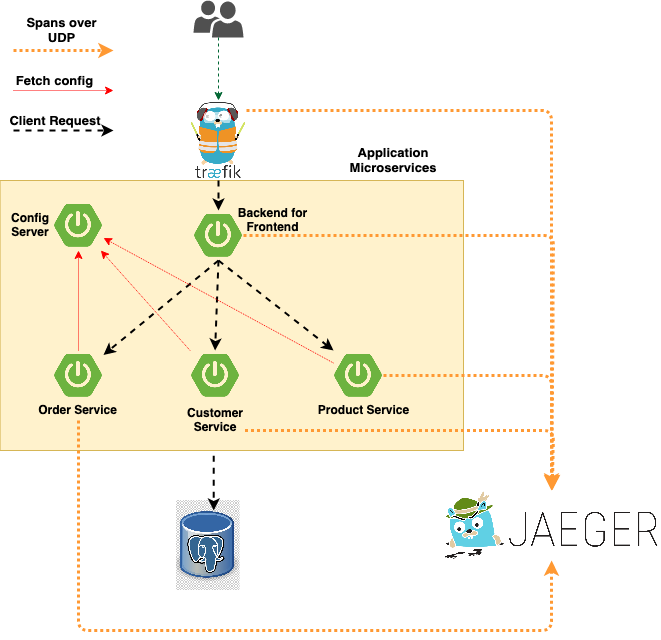 Spans over
UDP
Fetch config
Client Request
træfik
Application
Microservices
Config
Server
Backend for
Frontend
Order Service
Customer
Service
Product Service
JAEGER